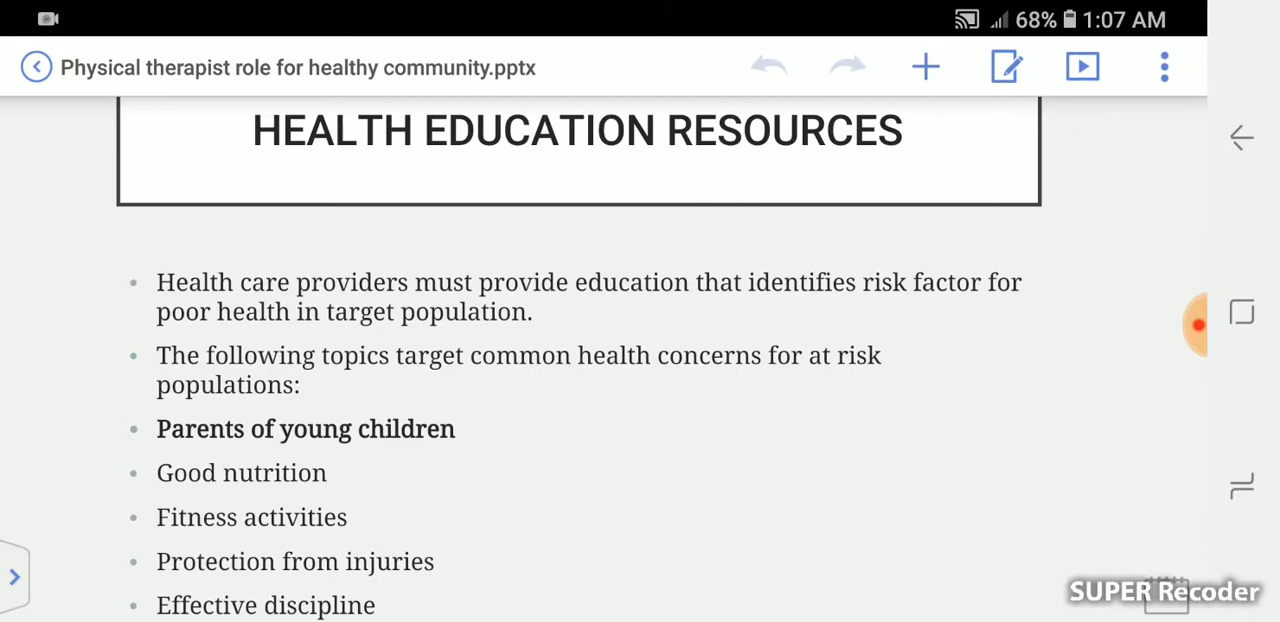 68% 1:07 AM
Physical therapist role for healthy community.pptx
HEALTH EDUCATION RESOURCES
• Health care providers must provide education that identifies risk factor for
poor health in target population.
• The following topics target common health concerns for at risk
populations:
• Parents of young children
• Good nutrition
• Fitness activities
• Protection from injuries
• Effective discipline
SUPER Recoder